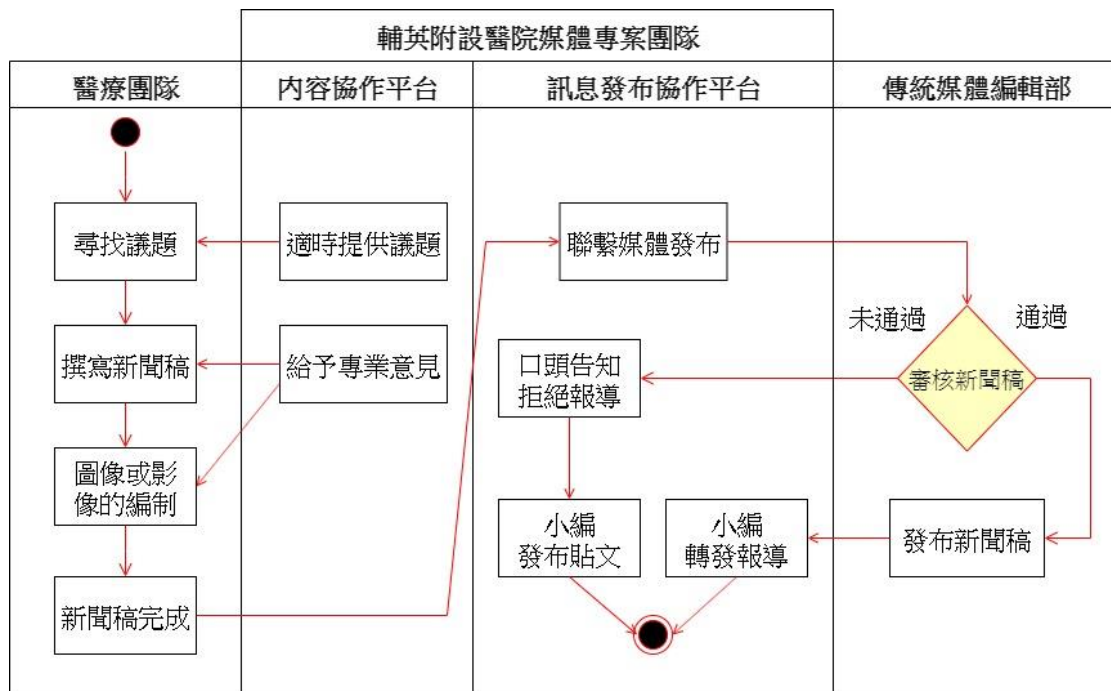 輔英附設醫院媒體專案團隊
醫療團隊
內容協作平台
訊息發布協作平台
傳統媒體編輯部
尋找議題
適時提供議題
聯繫媒體發布
未通過
通過
撰寫新聞稿
給予專業意見
口頭告知
拒絕報導
審核新聞稿
圖像或影
像的編制
小編
發布貼文
小編
轉發報導
發布新聞稿
新聞稿完成